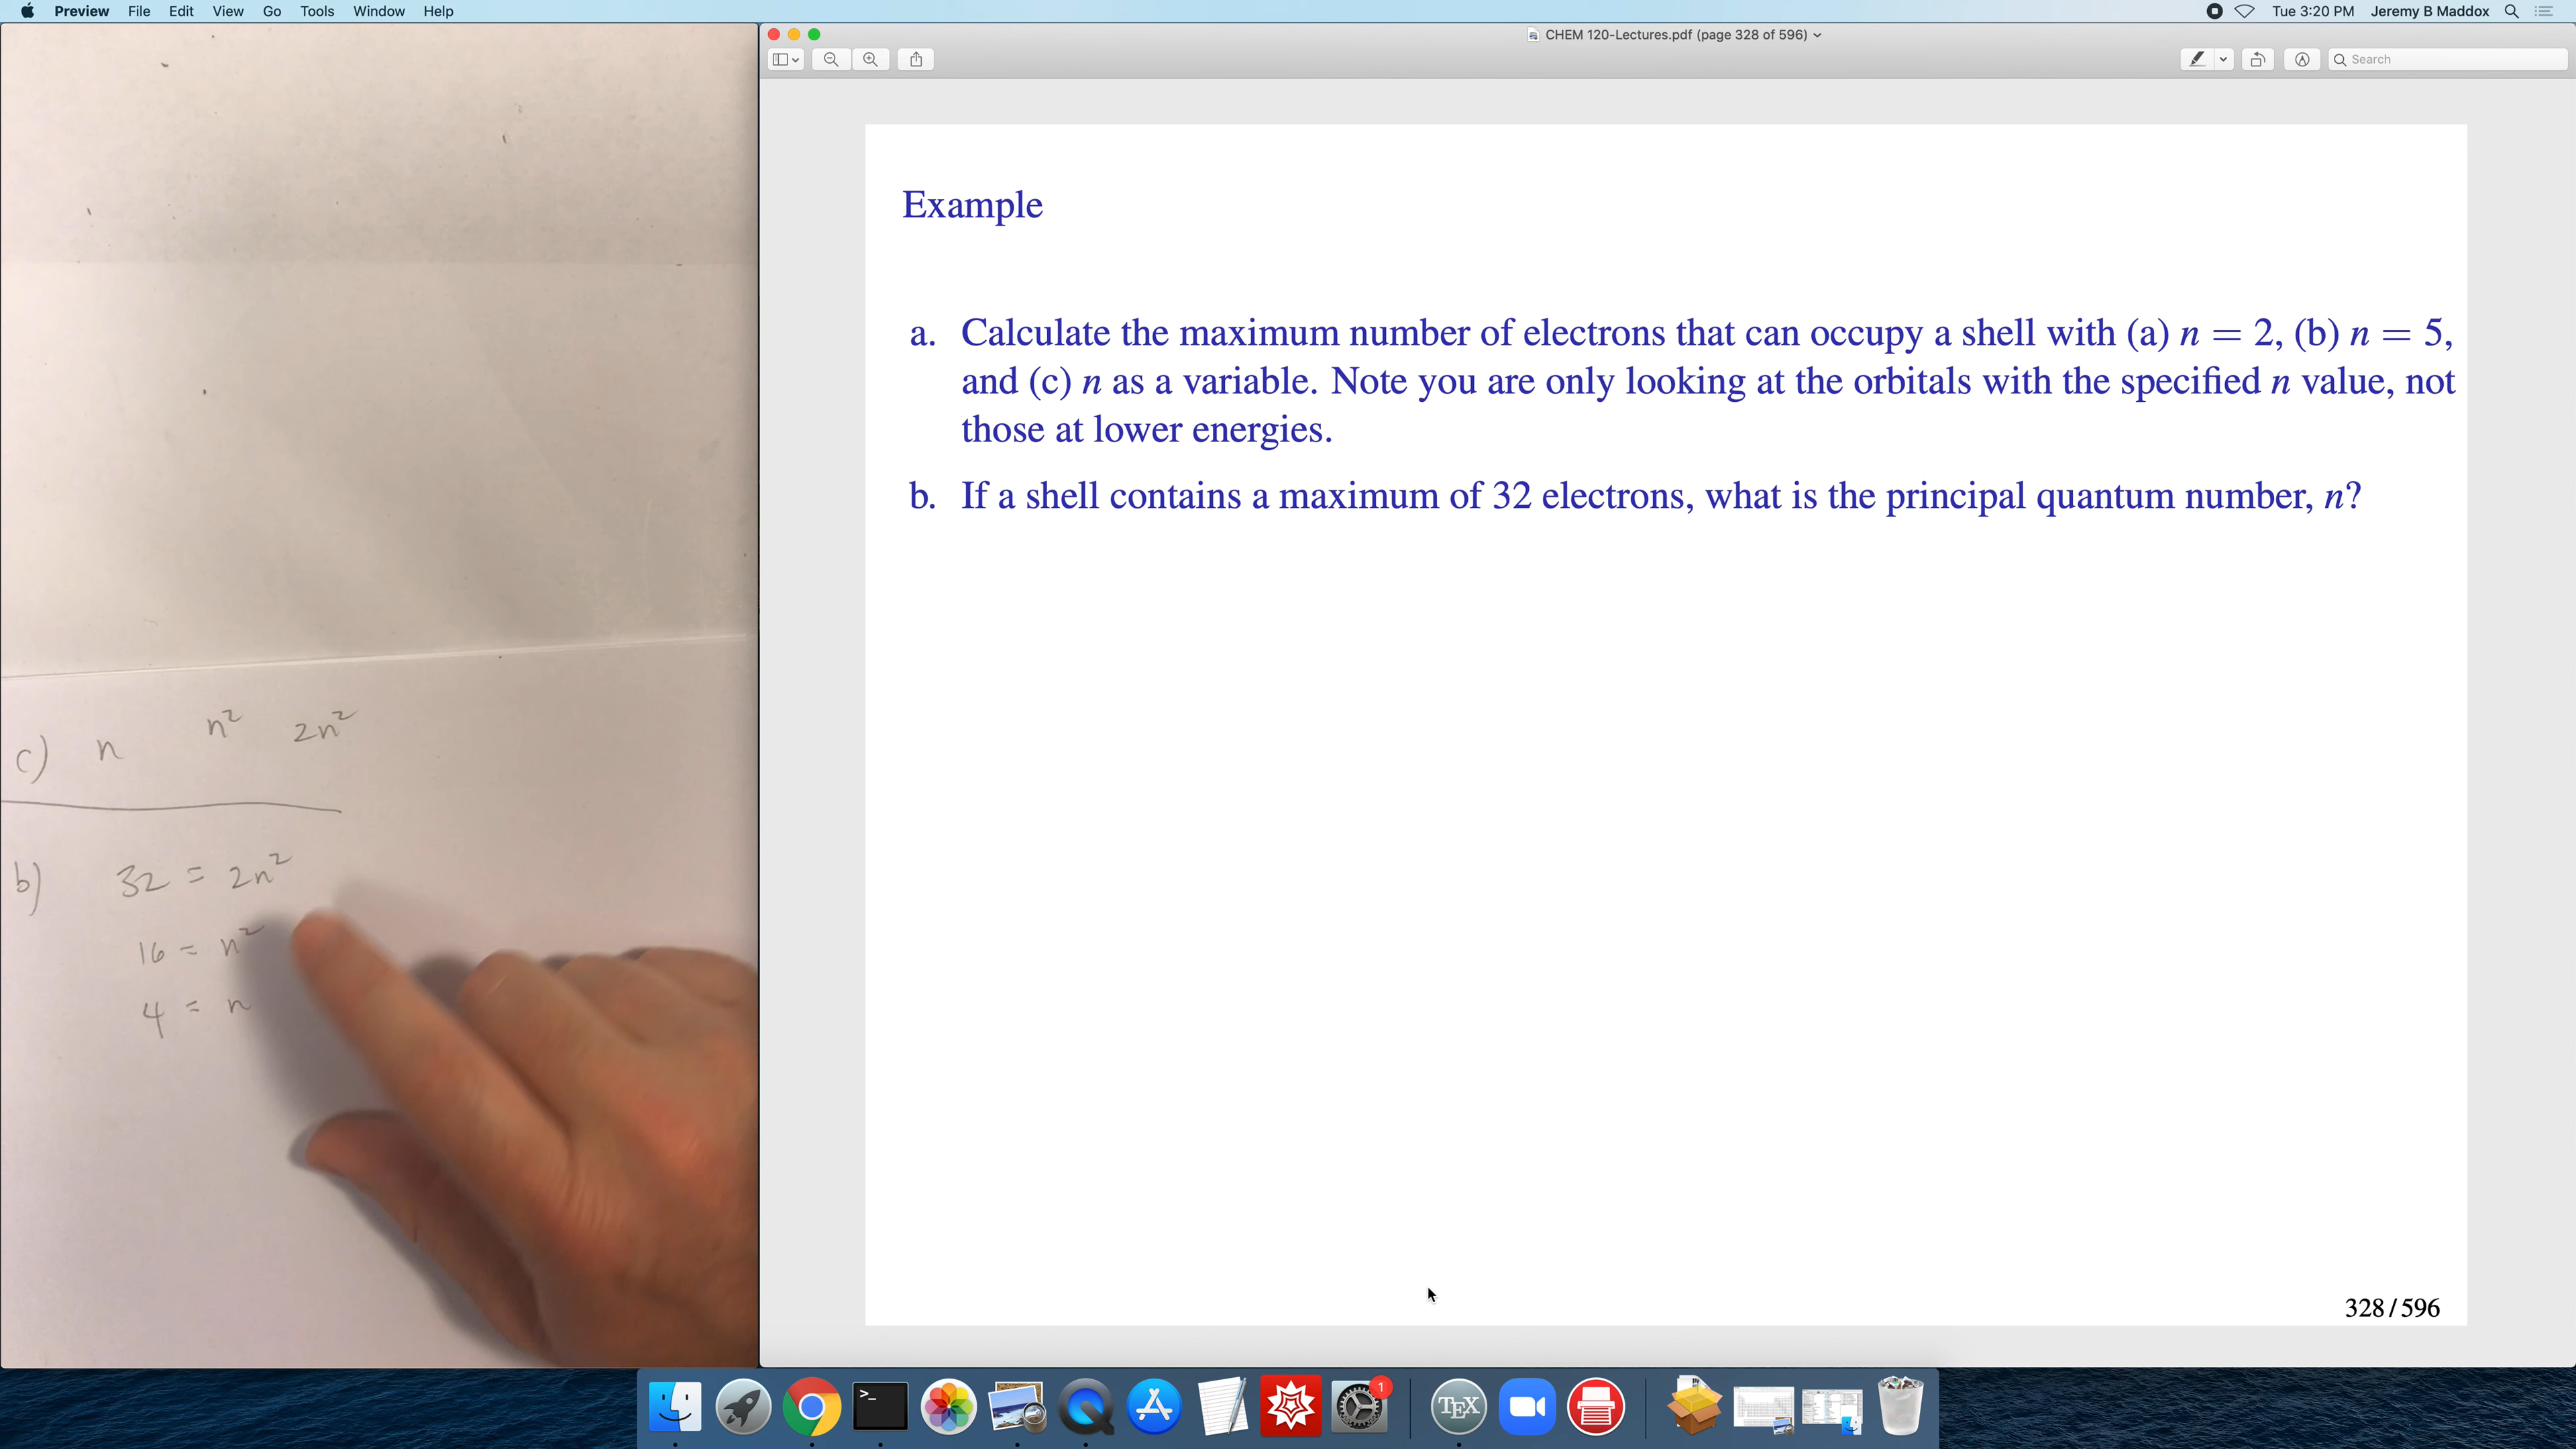 Preview File Edit View Go Tools Window Help
Tue 3:20 PM Jeremy B Maddox
CHEM 120-Lectures.pdf (page 328 of 596)
Search
c) n n² 2n²
b) 32 = 2n²
16 = n²
4 = n
Example
a. Calculate the maximum number of electrons that can occupy a shell with (a) n = 2, (b) n = 5,
and (c) n as a variable. Note you are only looking at the orbitals with the specified n value, not
those at lower energies.
b. If a shell contains a maximum of 32 electrons, what is the principal quantum number, n?
328/596
>_
1
TEX